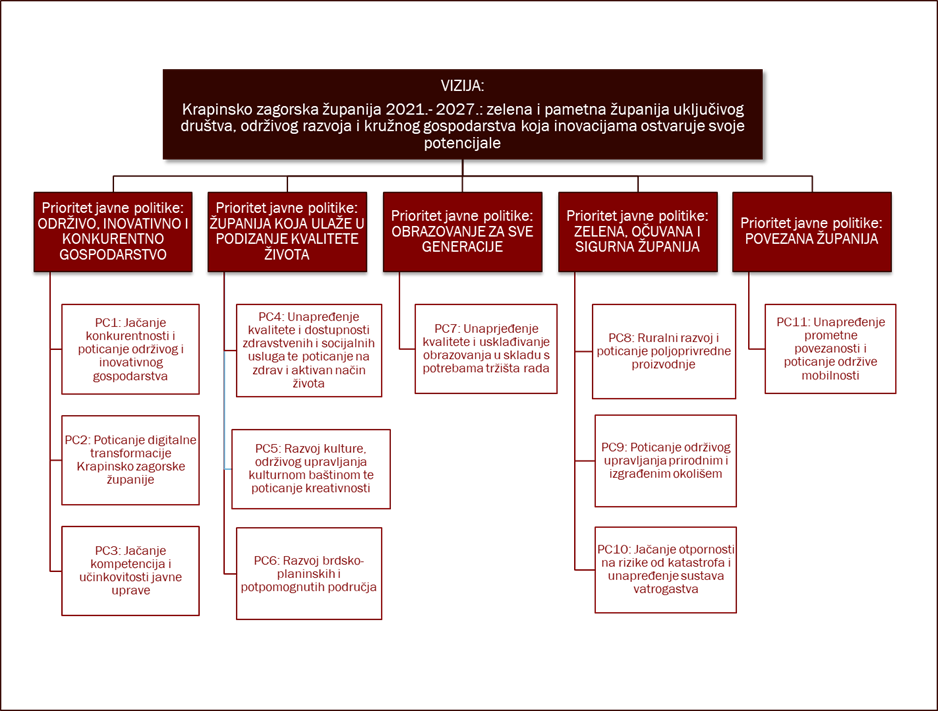 VIZIJA:
Krapinsko zagorska županija 2021.- 2027.: zelena i pametna županija uključivog
društva, održivog razvoja i kružnog gospodarstva koja inovacijama ostvaruje svoje
potencijale
Prioritet javne politike:
ODRŽIVO, INOVATIVNO I
KONKURENTNO
GOSPODARSTVO
Prioritet javne politike:
ŽUPANIJA KOJA ULAŽE U
PODIZANJE KVALITETE
ŽIVOTA
Prioritet javne politike:
OBRAZOVANJE ZA SVE
GENERACIJE
Prioritet javne politike:
ZELENA, OČUVANA I
SIGURNA ŽUPANIJA
Prioritet javne politike:
POVEZANA ŽUPANIJA
PC1: Jačanje
konkurentnosti i
poticanje održivog i
inovativnog
gospodarstva
PC2: Poticanje digitalne
transformacije
Krapinsko zagorske
županije
PC3: Jačanje
kompetencija i
učinkovitosti javne
uprave
PC4: Unapređenje
kvalitete i dostupnosti
zdravstvenih i socijalnih
usluga te poticanje na
zdrav i aktivan način
života
PC5: Razvoj kulture,
održivog upravljanja
kulturnom baštinom te
poticanje kreativnosti
PC6: Razvoj brdsko-
planinskih i
potpomognutih područja
PC7: Unaprjeđenje
kvalitete i usklađivanje
obrazovanja u skladu s
potrebama tržišta rada
PC8: Ruralni razvoj i
poticanje poljoprivredne
proizvodnje
PC9: Poticanje održivog
upravljanja prirodnim i
izgrađenim okolišem
PC10: Jačanje otpornosti
na rizike od katastrofa i
unapređenje sustava
vatrogastva
PC11: Unapređenje
prometne
povezanosti i
poticanje održive
mobilnosti